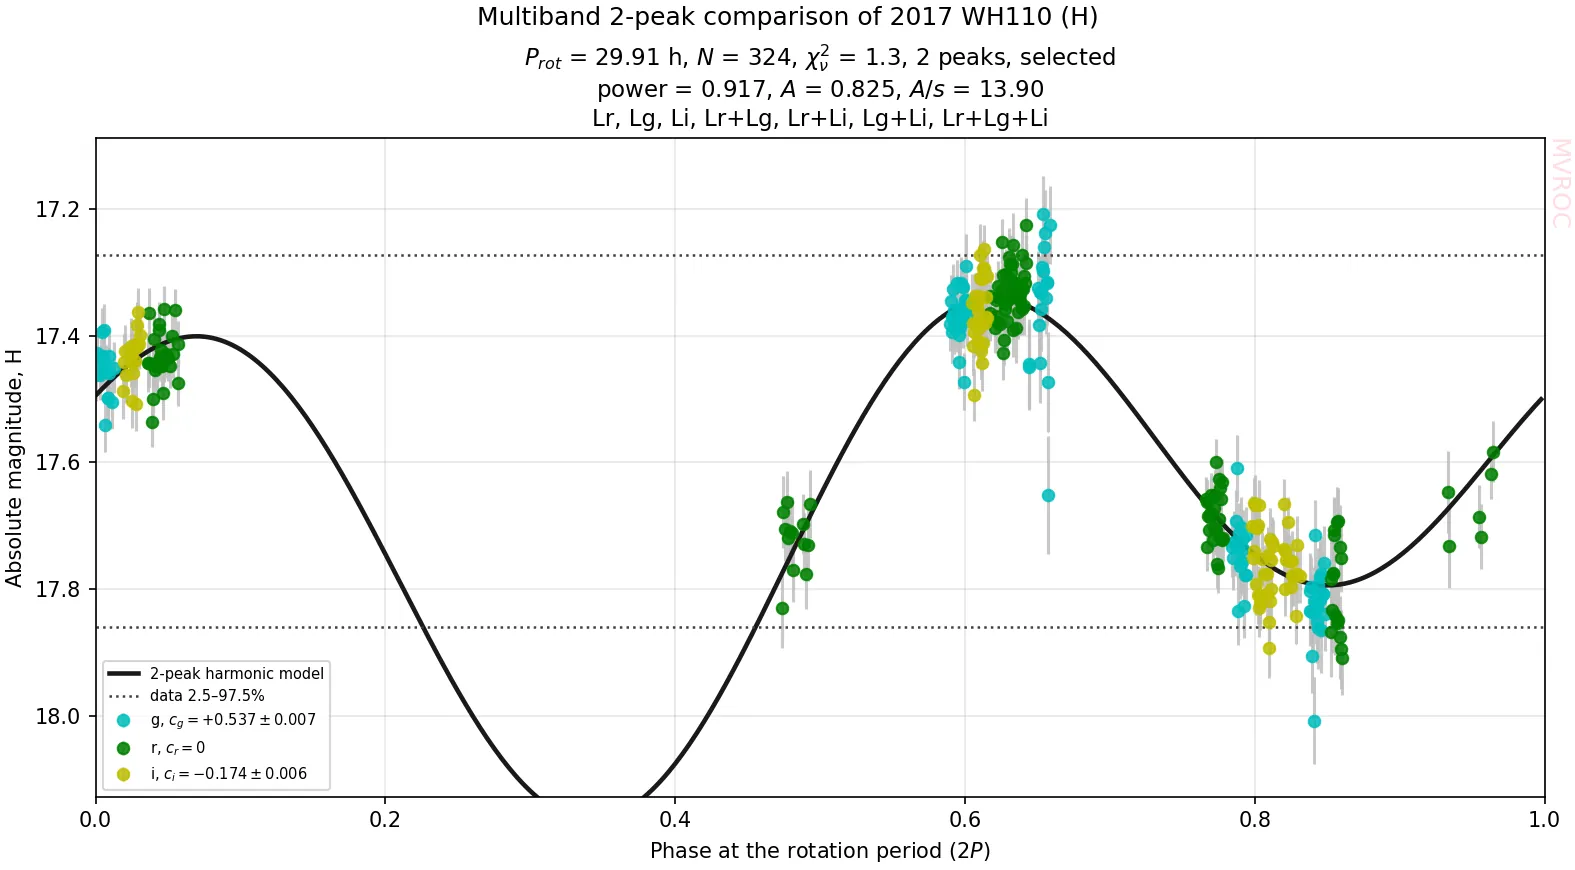 Multiband 2-peak comparison of 2017 WH110 (H)
P_rot = 29.91 h, N = 324, χ²_ν = 1.3, 2 peaks, selected
power = 0.917, A = 0.825, A/s = 13.90
Lr, Lg, Li, Lr+Lg, Lr+Li, Lg+Li, Lr+Lg+Li
MVROC
Absolute magnitude, H
17.2
17.4
17.6
17.8
18.0
2-peak harmonic model
data 2.5–97.5%
g, c_g = +0.537 ± 0.007
r, c_r = 0
i, c_i = −0.174 ± 0.006
0.0 0.2 0.4 0.6 0.8 1.0
Phase at the rotation period (2P)